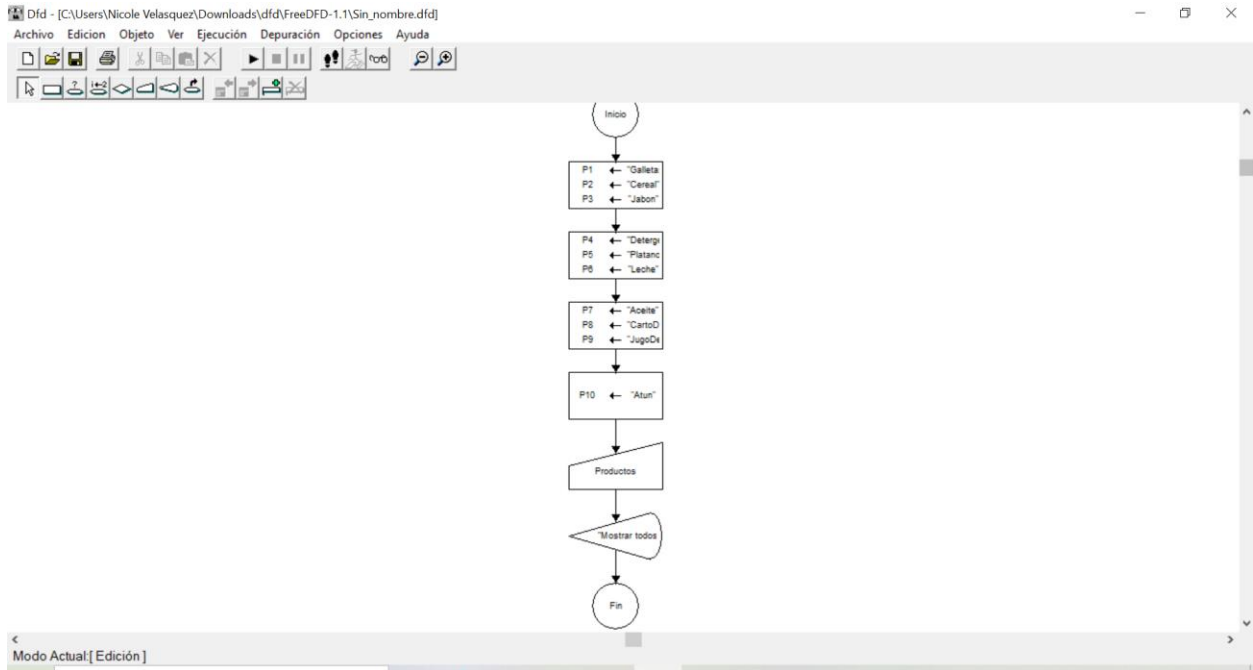 Dfd - [C:\Users\Nicole Velasquez\Downloads\dfd\FreeDFD-1.1\Sin_nombre.dfd]
Archivo Edicion Objeto Ver Ejecución Depuración Opciones Ayuda
Inicio
P1 ← "Galleta
P2 ← "Cereal"
P3 ← "Jabon"
P4 ← "Deterg
P5 ← "Platano
P6 ← "Leche"
P7 ← "Aceite"
P8 ← "CartoD
P9 ← "JugoDe
P10 ← "Atun"
Productos
"Mostrar todos
Fin
Modo Actual:[ Edición ]